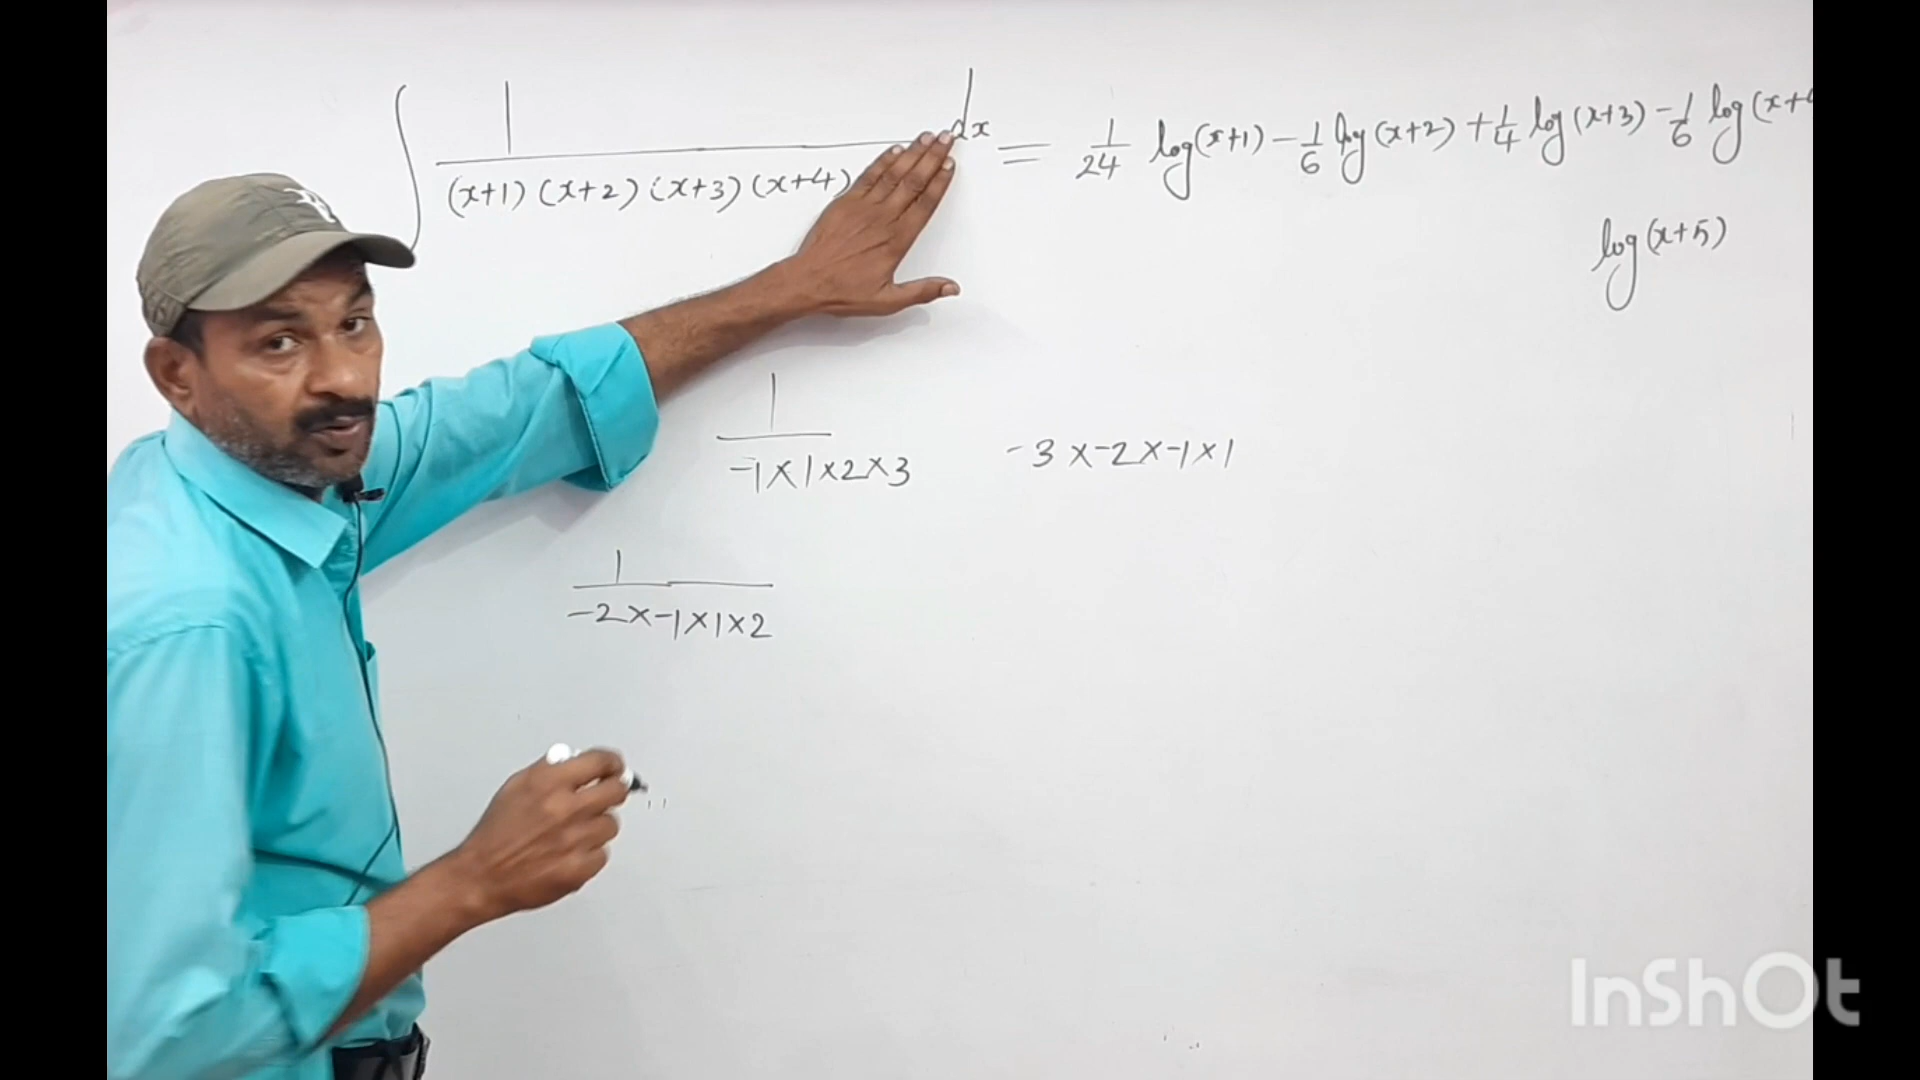 ∫ 1 / (x+1)(x+2)(x+3)(x+4) dx = 1/24 log(x+1) - 1/6 log(x+2) + 1/4 log(x+3) - 1/6 log(x+
log(x+5)
1 / -1×1×2×3 -3×-2×-1×1
1 / -2×-1×1×2
InShOt